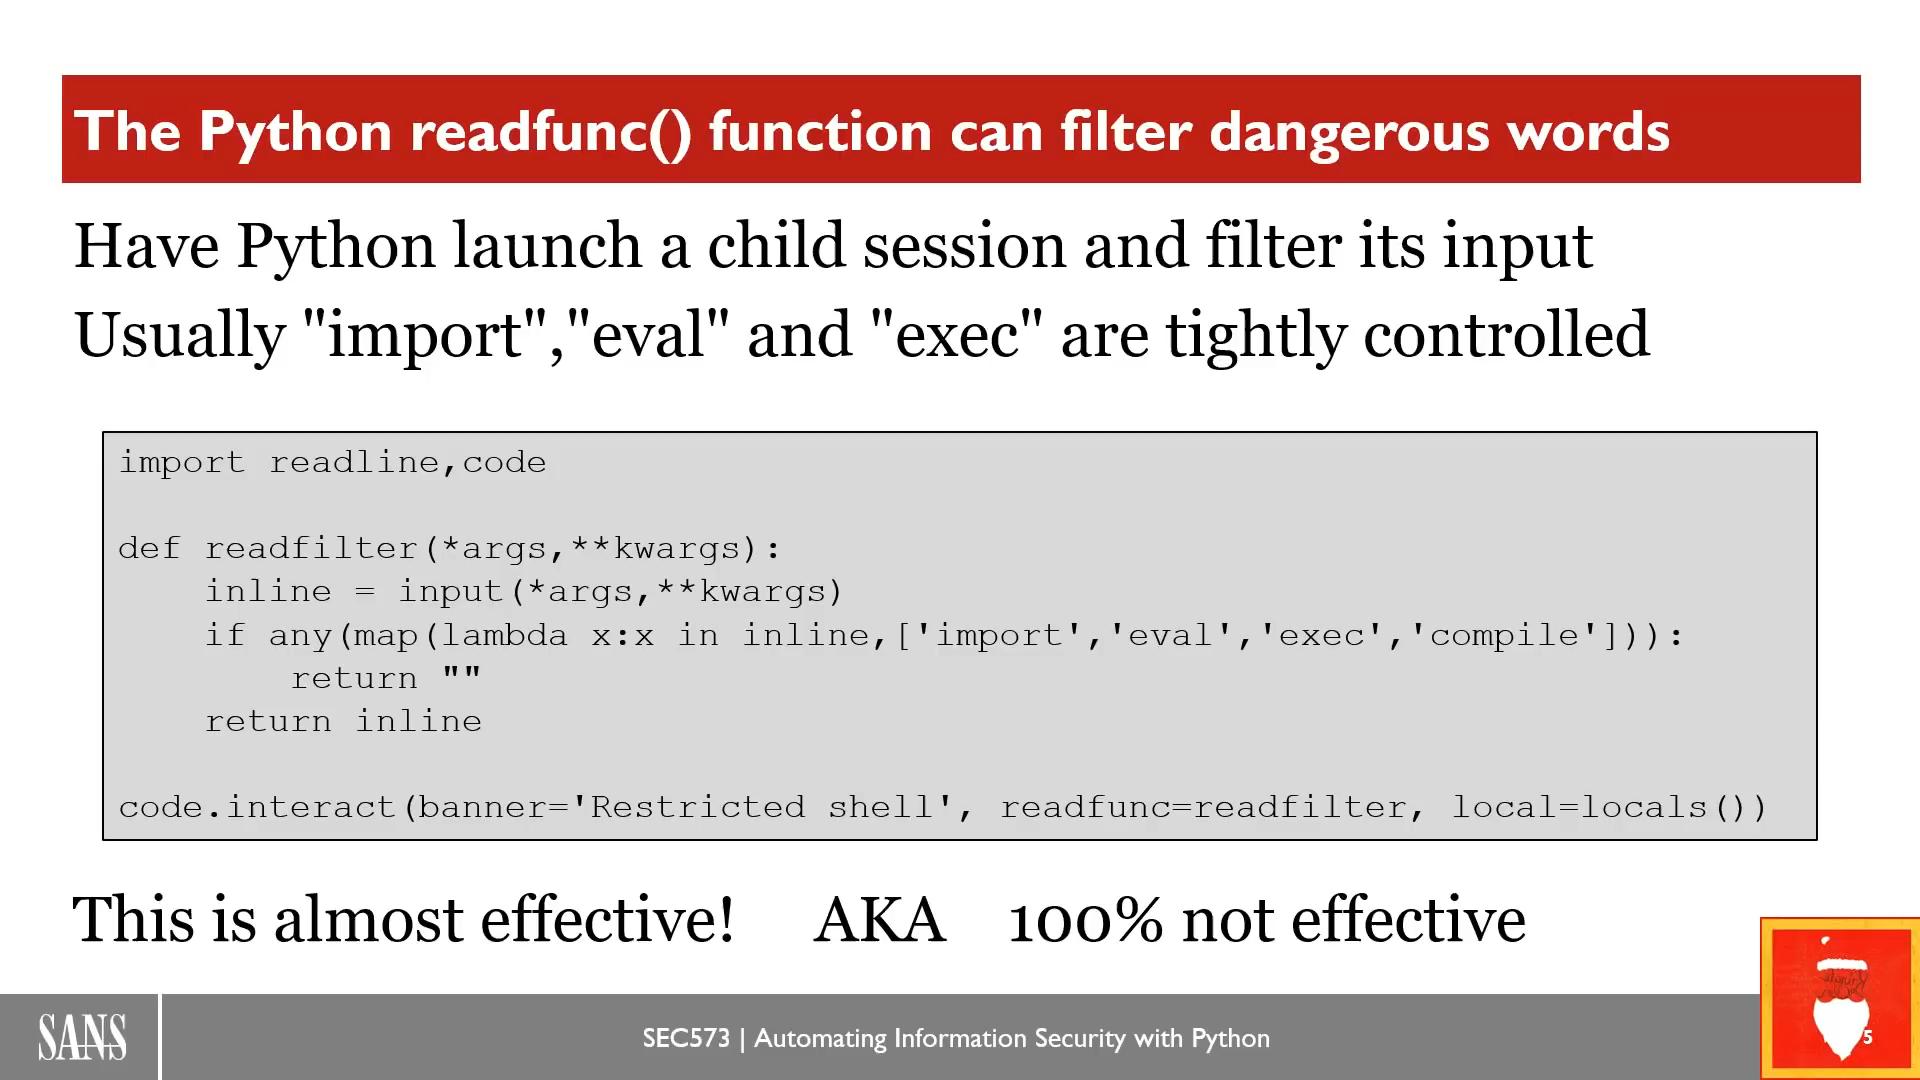 The Python readfunc() function can filter dangerous words
Have Python launch a child session and filter its input
Usually "import","eval" and "exec" are tightly controlled
import readline,code
def readfilter(*args,**kwargs):
    inline = input(*args,**kwargs)
    if any(map(lambda x:x in inline,['import','eval','exec','compile'])):
        return ""
    return inline
code.interact(banner='Restricted shell', readfunc=readfilter, local=locals())
This is almost effective! AKA 100% not effective
SANS
SEC573 | Automating Information Security with Python
5